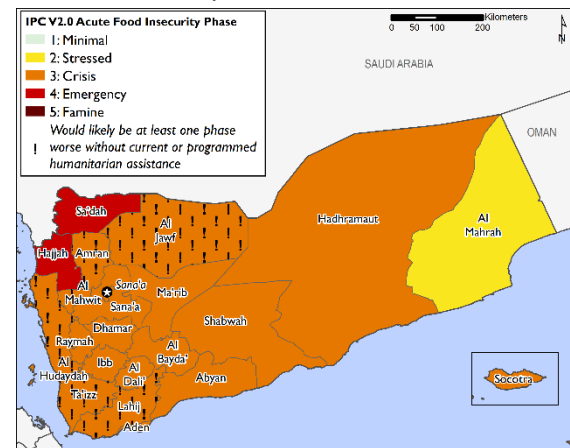 IPC V2.0 Acute Food Insecurity Phase
1: Minimal
2: Stressed
3: Crisis
4: Emergency
5: Famine
Would likely be at least one phase
! worse without current or programmed
humanitarian assistance
Kilometers
0 50 100 200
N
SAUDI ARABIA
OMAN
Sa'dah
Al
Jawf
Hadhramaut
Al
Mahrah
Hajjah
Amran
Sana'a
Al
Mahwit
Ma'rib
Sana'a
Shabwah
Dhamar
Raymah
Al
Bayda'
Ibb
Al
Hudaydah
Al
Dali'
Abyan
Socotra
Ta'izz
Lahij
Aden